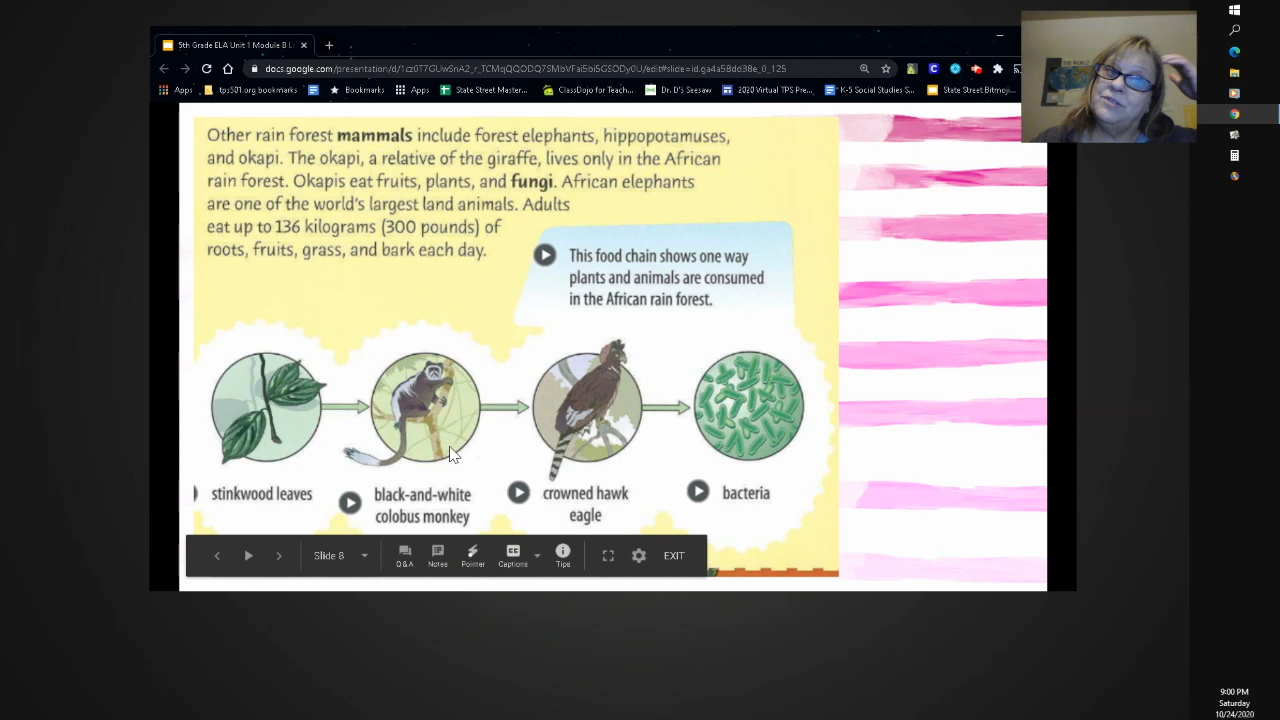 5th Grade ELA Unit 1 Module B L
docs.google.com/presentation/d/1cz0T7GUwSnA2_r_TCMqQQODQ7SMbVFai5bi5GSODy0U/edit#slide=id.ga4a58dd38e_0_125
Apps tps501.org bookmarks Bookmarks Apps State Street Master... ClassDojo for Teach... Dr. D's Seesaw 2020 Virtual TPS Pre... K-5 Social Studies S... State Street Bitmoji...
Other rain forest mammals include forest elephants, hippopotamuses,
and okapi. The okapi, a relative of the giraffe, lives only in the African
rain forest. Okapis eat fruits, plants, and fungi. African elephants
are one of the world's largest land animals. Adults
eat up to 136 kilograms (300 pounds) of
roots, fruits, grass, and bark each day.
This food chain shows one way
plants and animals are consumed
in the African rain forest.
stinkwood leaves
black-and-white
colobus monkey
crowned hawk
eagle
bacteria
Slide 8
Q&A Notes Pointer Captions Tips EXIT
9:00 PM
Saturday
10/24/2020